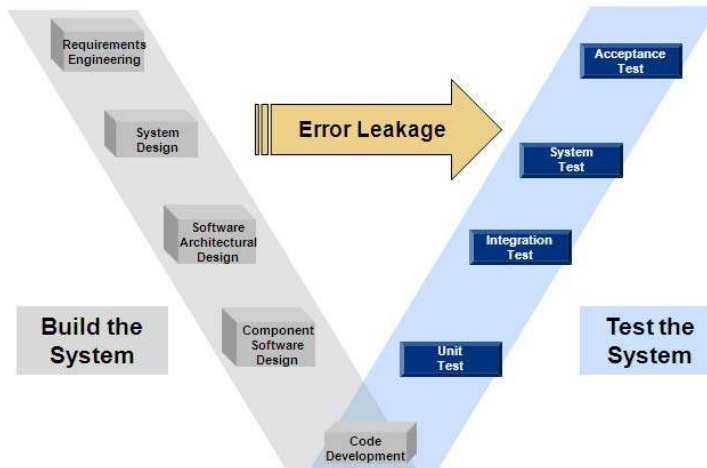 Requirements
Engineering
Acceptance
Test
Error Leakage
System
Design
System
Test
Software
Architectural
Design
Integration
Test
Build the
System
Component
Software
Design
Unit
Test
Test the
System
Code
Development